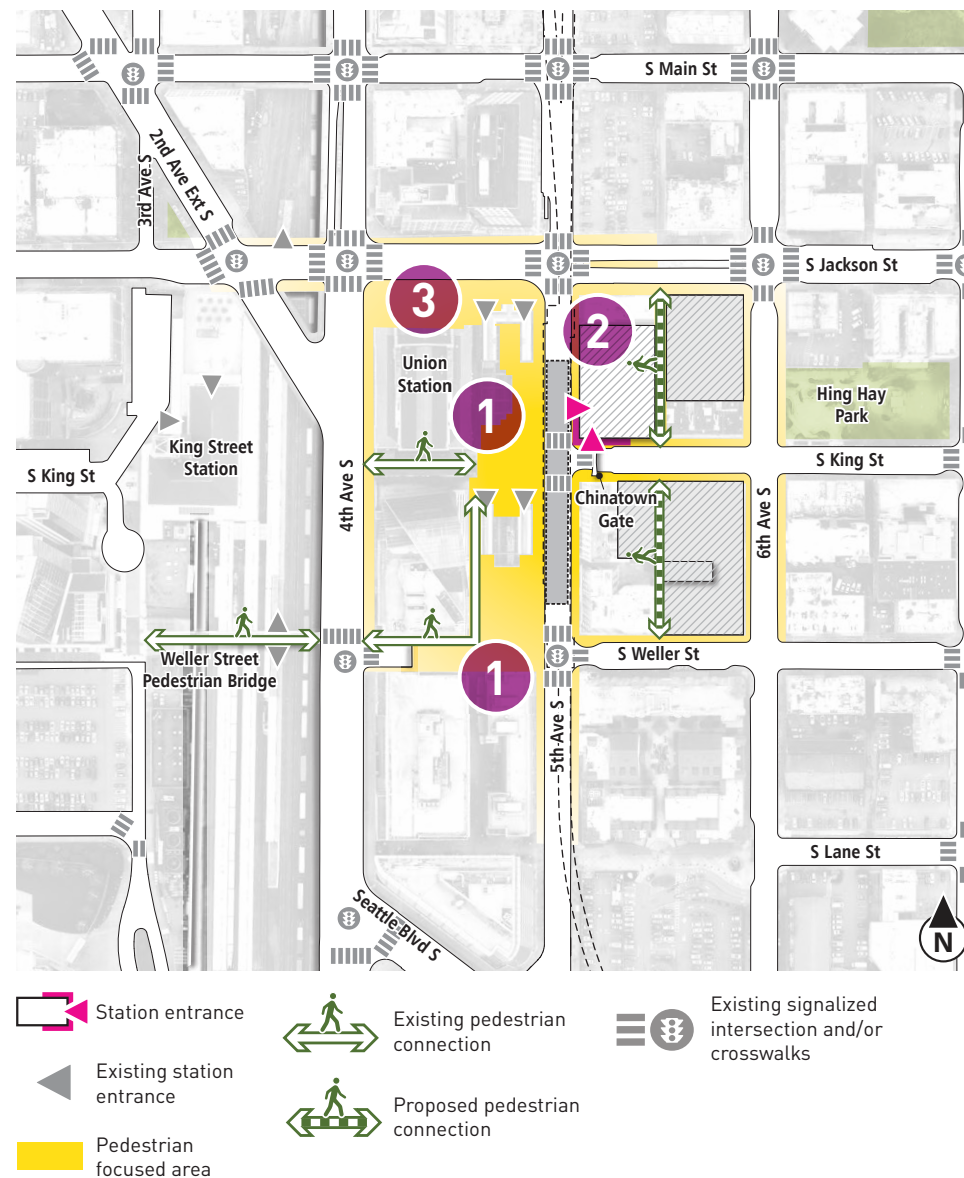 S Main St
3rd Ave S
2nd Ave Ext S
S Jackson St
3
2
Union
Station
1
Hing Hay
Park
King Street
Station
S King St
S King St
4th Ave S
Chinatown
Gate
6th Ave S
Weller Street
Pedestrian Bridge
S Weller St
1
5th Ave S
S Lane St
Seattle Blvd S
N
Station entrance
Existing station
entrance
Pedestrian
focused area
Existing pedestrian
connection
Proposed pedestrian
connection
Existing signalized
intersection and/or
crosswalks